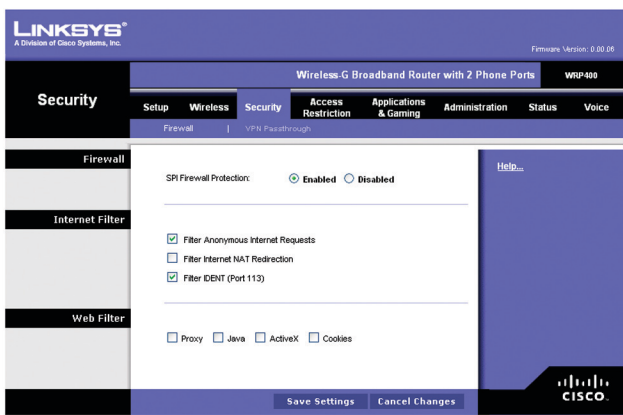 LINKSYS®
A Division of Cisco Systems, Inc.
Firmware Version: 0.00.06
Wireless-G Broadband Router with 2 Phone Ports WRP400
Security
Setup Wireless Security Access Restriction Applications & Gaming Administration Status Voice
Firewall | VPN Passthrough
Firewall
SPI Firewall Protection: Enabled Disabled
Help...
Internet Filter
Filter Anonymous Internet Requests
Filter Internet NAT Redirection
Filter IDENT (Port 113)
Web Filter
Proxy Java ActiveX Cookies
Save Settings Cancel Changes
CISCO.